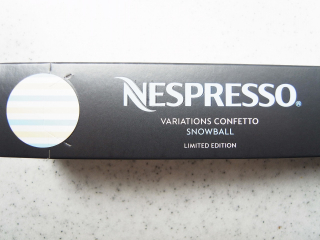 NESPRESSO®
VARIATIONS CONFETTO
SNOWBALL
LIMITED EDITION